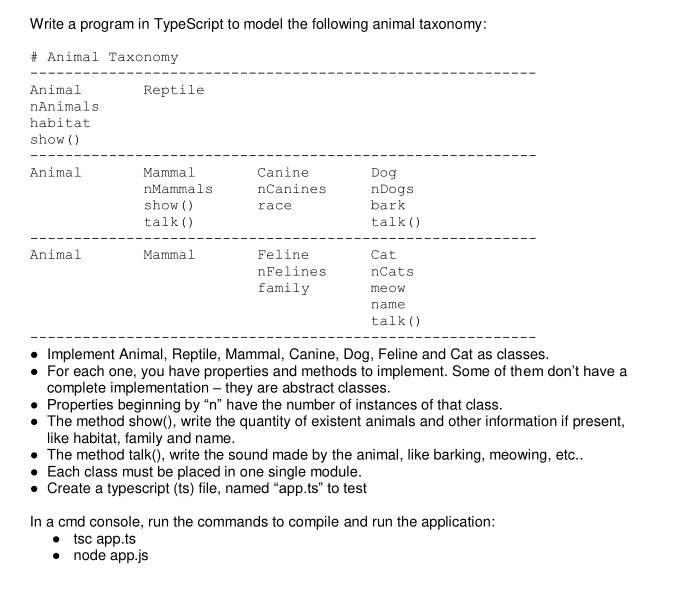 Write a program in TypeScript to model the following animal taxonomy:
# Animal Taxonomy
------------------------------------------------------------
Animal Reptile
nAnimals
habitat
show()
------------------------------------------------------------
Animal Mammal Canine Dog
nMammals nCanines nDogs
show() race bark
talk() talk()
------------------------------------------------------------
Animal Mammal Feline Cat
nFelines nCats
family meow
name
talk()
------------------------------------------------------------
● Implement Animal, Reptile, Mammal, Canine, Dog, Feline and Cat as classes.
● For each one, you have properties and methods to implement. Some of them don’t have a
complete implementation – they are abstract classes.
● Properties beginning by “n” have the number of instances of that class.
● The method show(), write the quantity of existent animals and other information if present,
like habitat, family and name.
● The method talk(), write the sound made by the animal, like barking, meowing, etc..
● Each class must be placed in one single module.
● Create a typescript (ts) file, named “app.ts” to test
In a cmd console, run the commands to compile and run the application:
● tsc app.ts
● node app.js